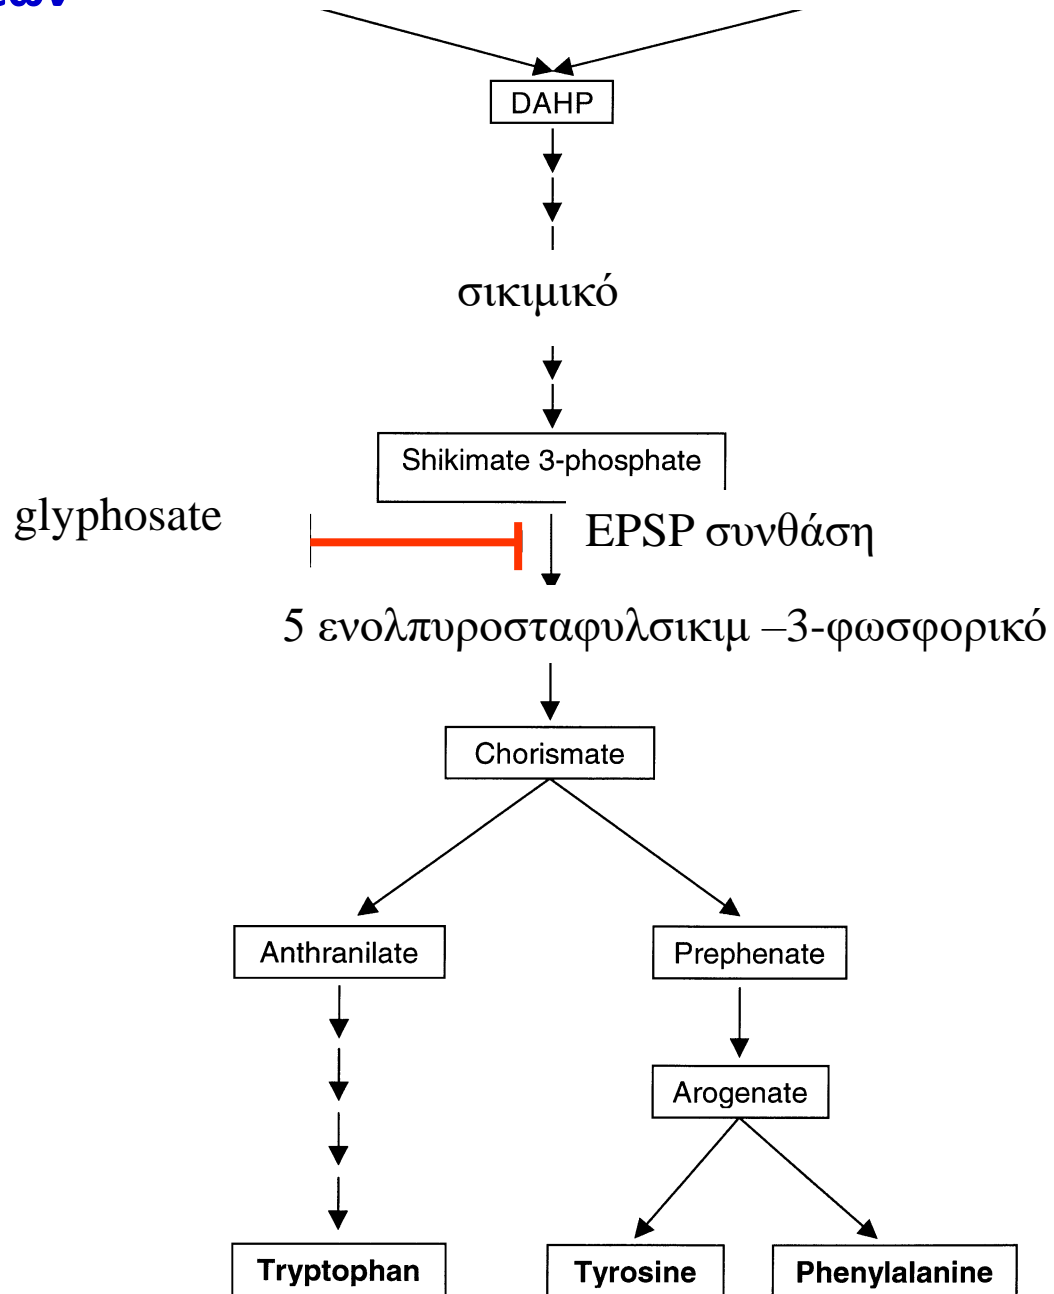 DAHP
σικιμικό
Shikimate 3-phosphate
glyphosate
EPSP συνθάση
5 ενολπυροσταφυλσικιμ –3-φωσφορικό
Chorismate
Anthranilate
Prephenate
Arogenate
Tryptophan
Tyrosine
Phenylalanine